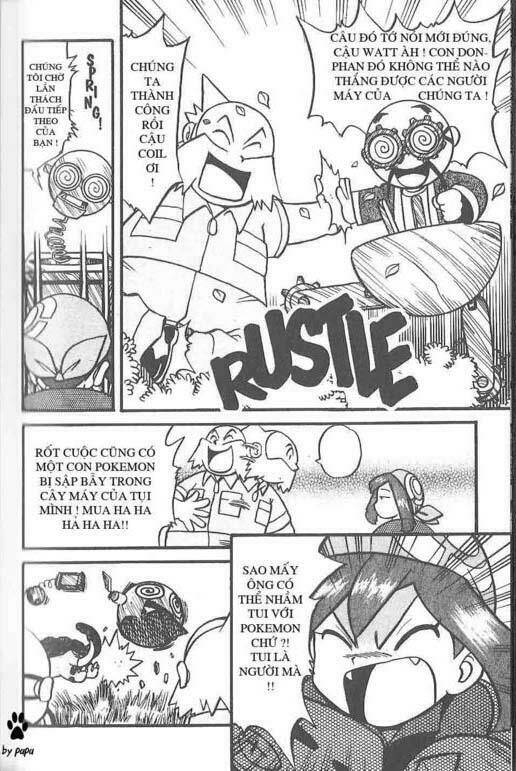 CÂU ĐÓ TỚ NÓI MỚI ĐÚNG,
CẬU WATT ÀH ! CON DON-
PHAN ĐÓ KHÔNG THỂ NÀO
THẮNG ĐƯỢC CÁC NGƯỜI
MÁY CỦA CHÚNG TA !
CHÚNG
TA
THÀNH
CÔNG
RỒI
CẬU COIL
ƠI
!
RUSTLE
SPRING!
CHÚNG
TÔI CHỜ
LẦN
THÁCH
ĐẤU TIẾP
THEO
CỦA
BẠN !
RỐT CUỘC CŨNG CÓ
MỘT CON POKEMON
BỊ SẬP BẪY TRONG
CÂY MÁY CỦA TỤI
MÌNH ! MUA HA HA
HA HA HA!!
SAO MẤY
ÔNG CÓ
THỂ NHẦM
TUI VỚI
POKEMON
CHỨ ?!
TUI LÀ
NGƯỜI MÀ
!!
by papa